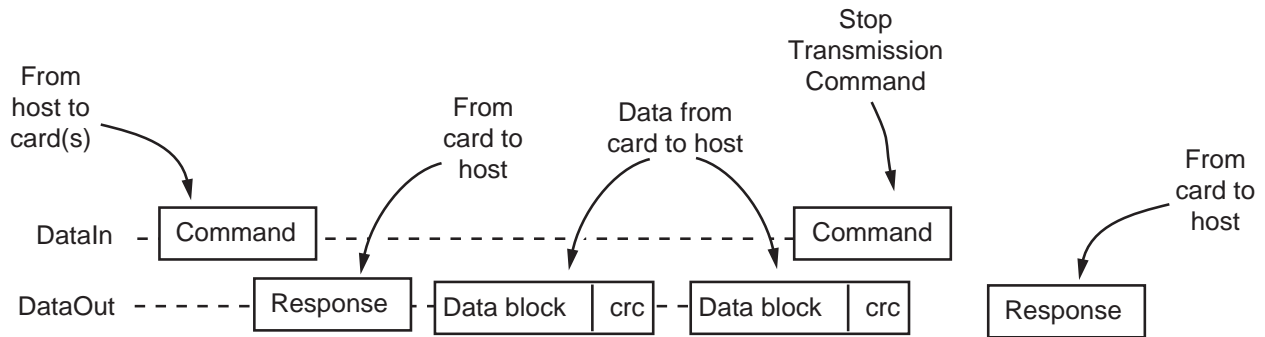 Stop
Transmission
Command
From
host to
card(s)
From
card to
host
Data from
card to host
From
card to
host
DataIn Command Command
DataOut Response Data block crc Data block crc Response